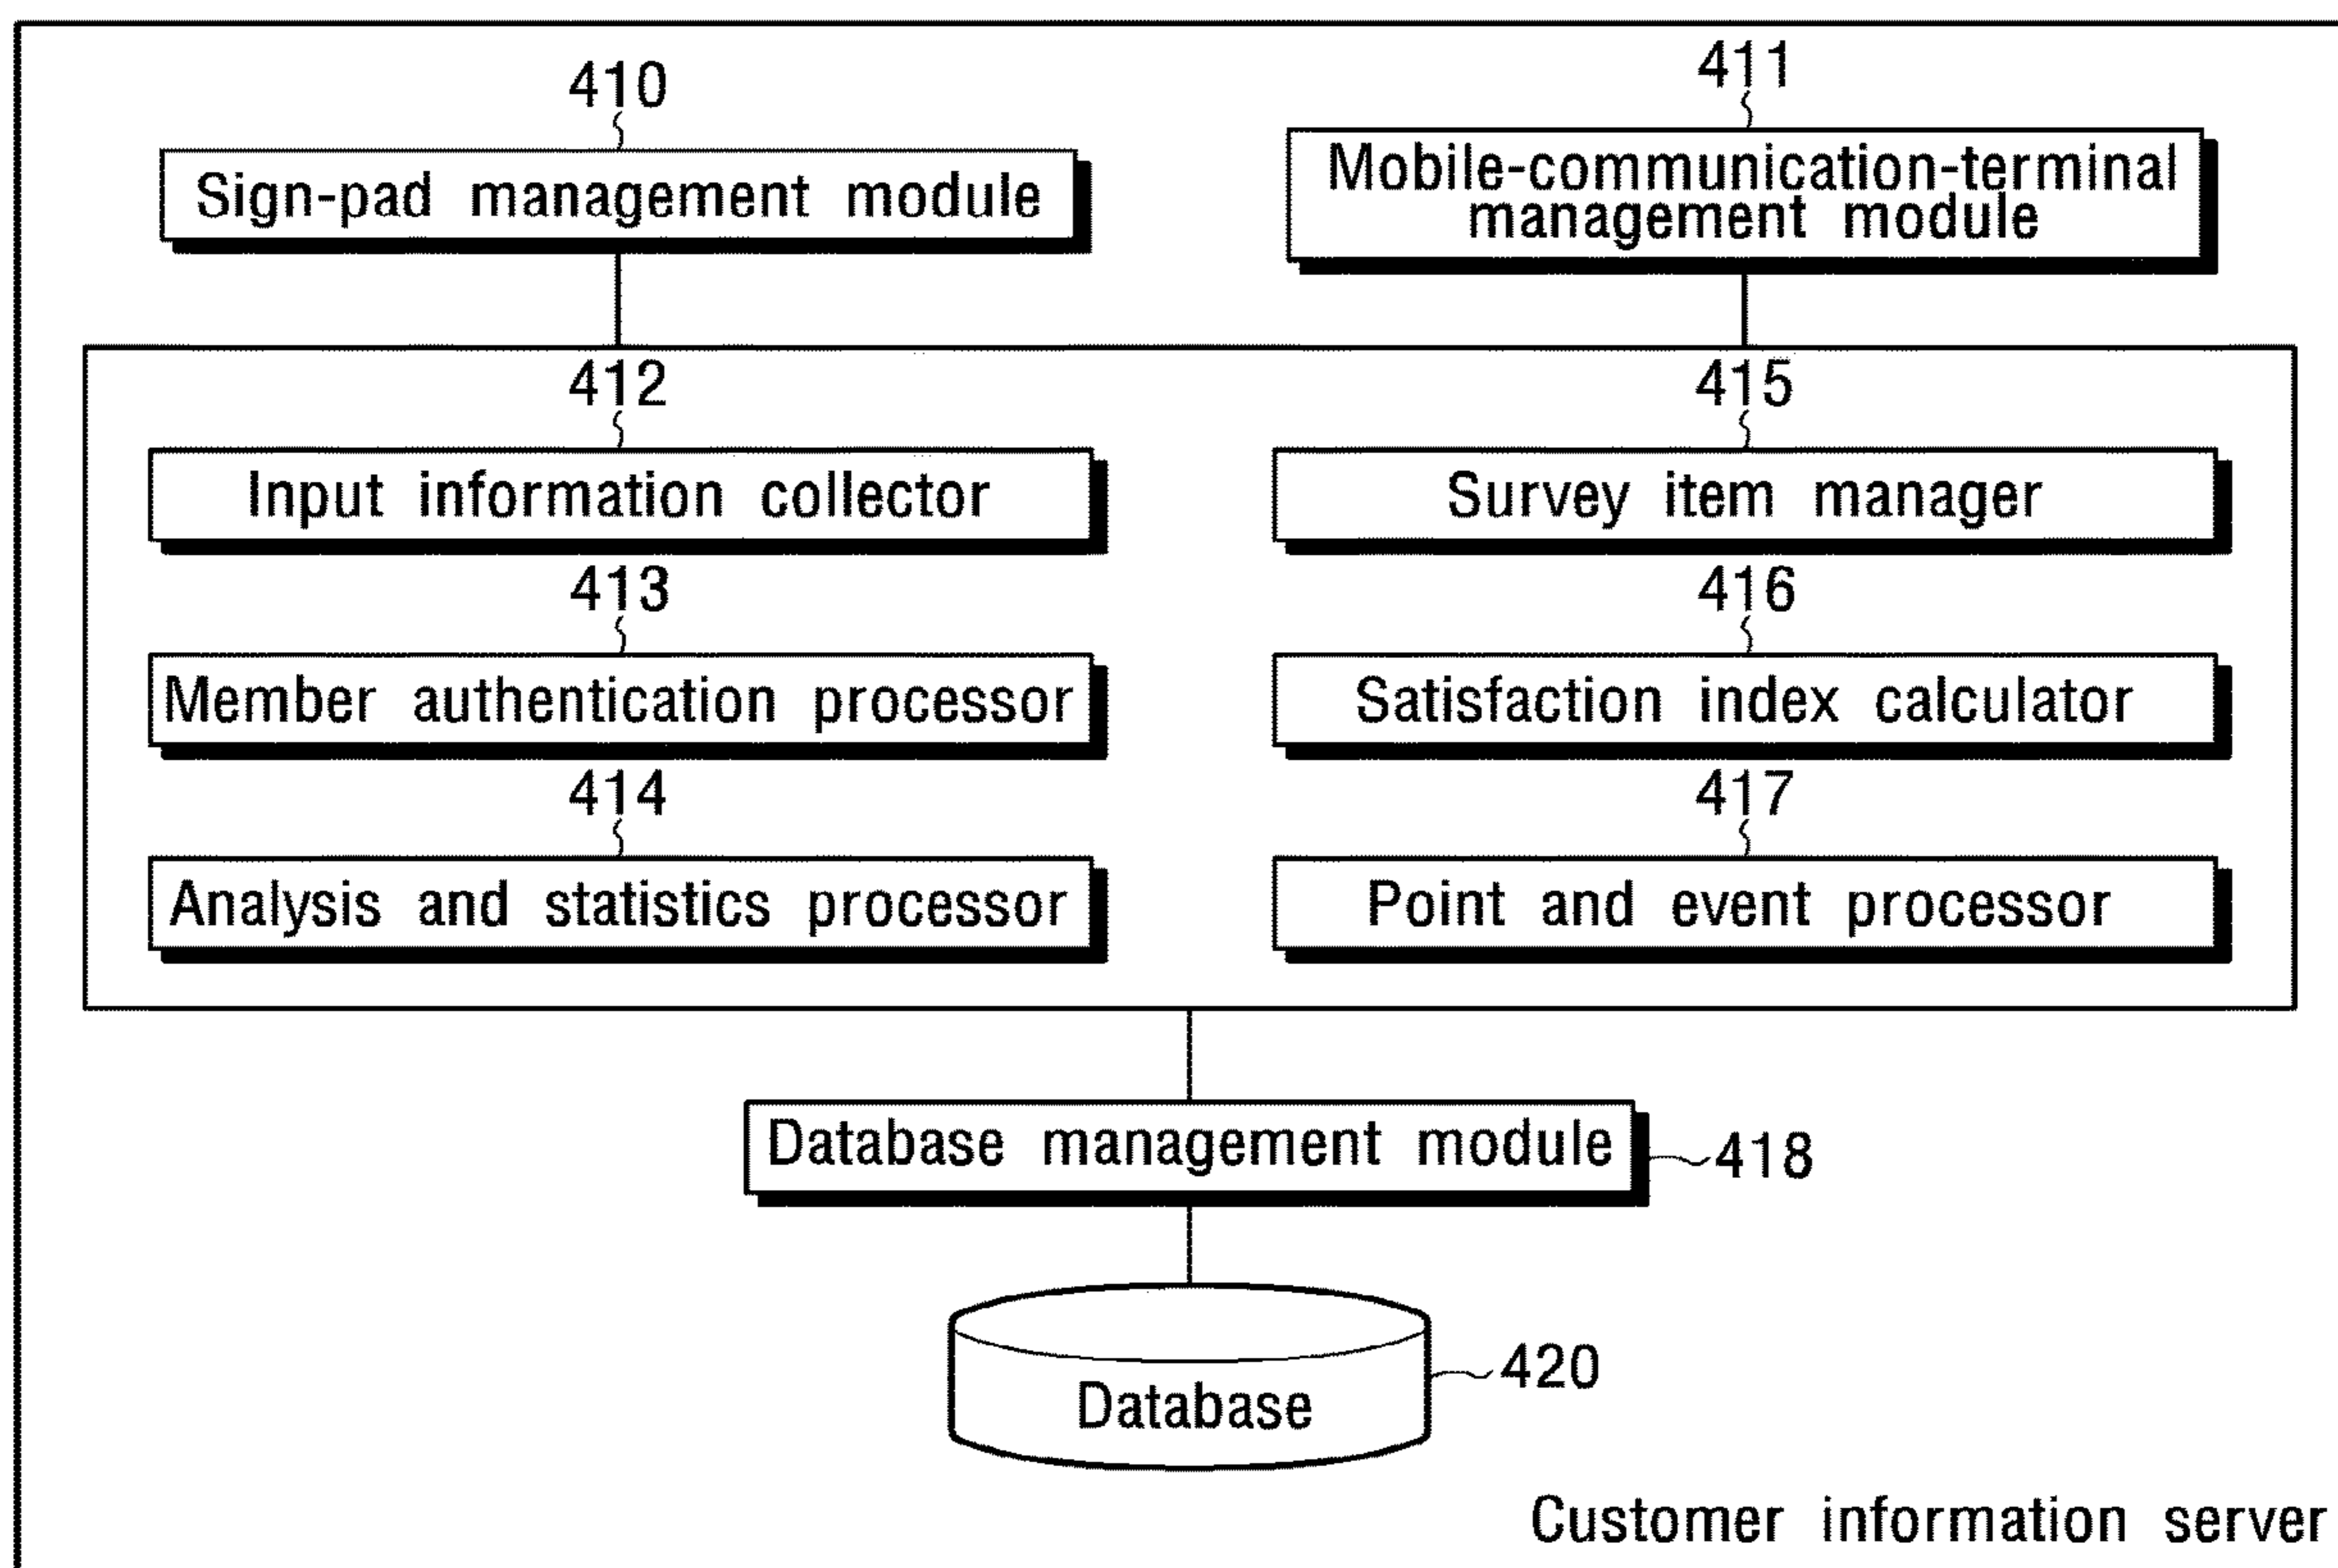 410
Sign-pad management module
411
Mobile-communication-terminal
management module
412
Input information collector
415
Survey item manager
413
Member authentication processor
416
Satisfaction index calculator
414
Analysis and statistics processor
417
Point and event processor
Database management module
418
Database
420
Customer information server